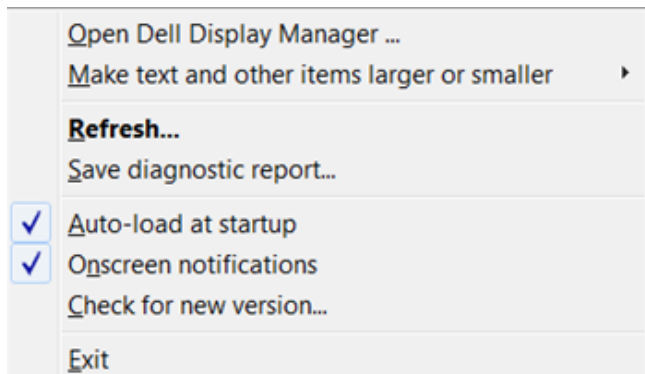 Open Dell Display Manager ...
Make text and other items larger or smaller
Refresh...
Save diagnostic report...
Auto-load at startup
Onscreen notifications
Check for new version...
Exit